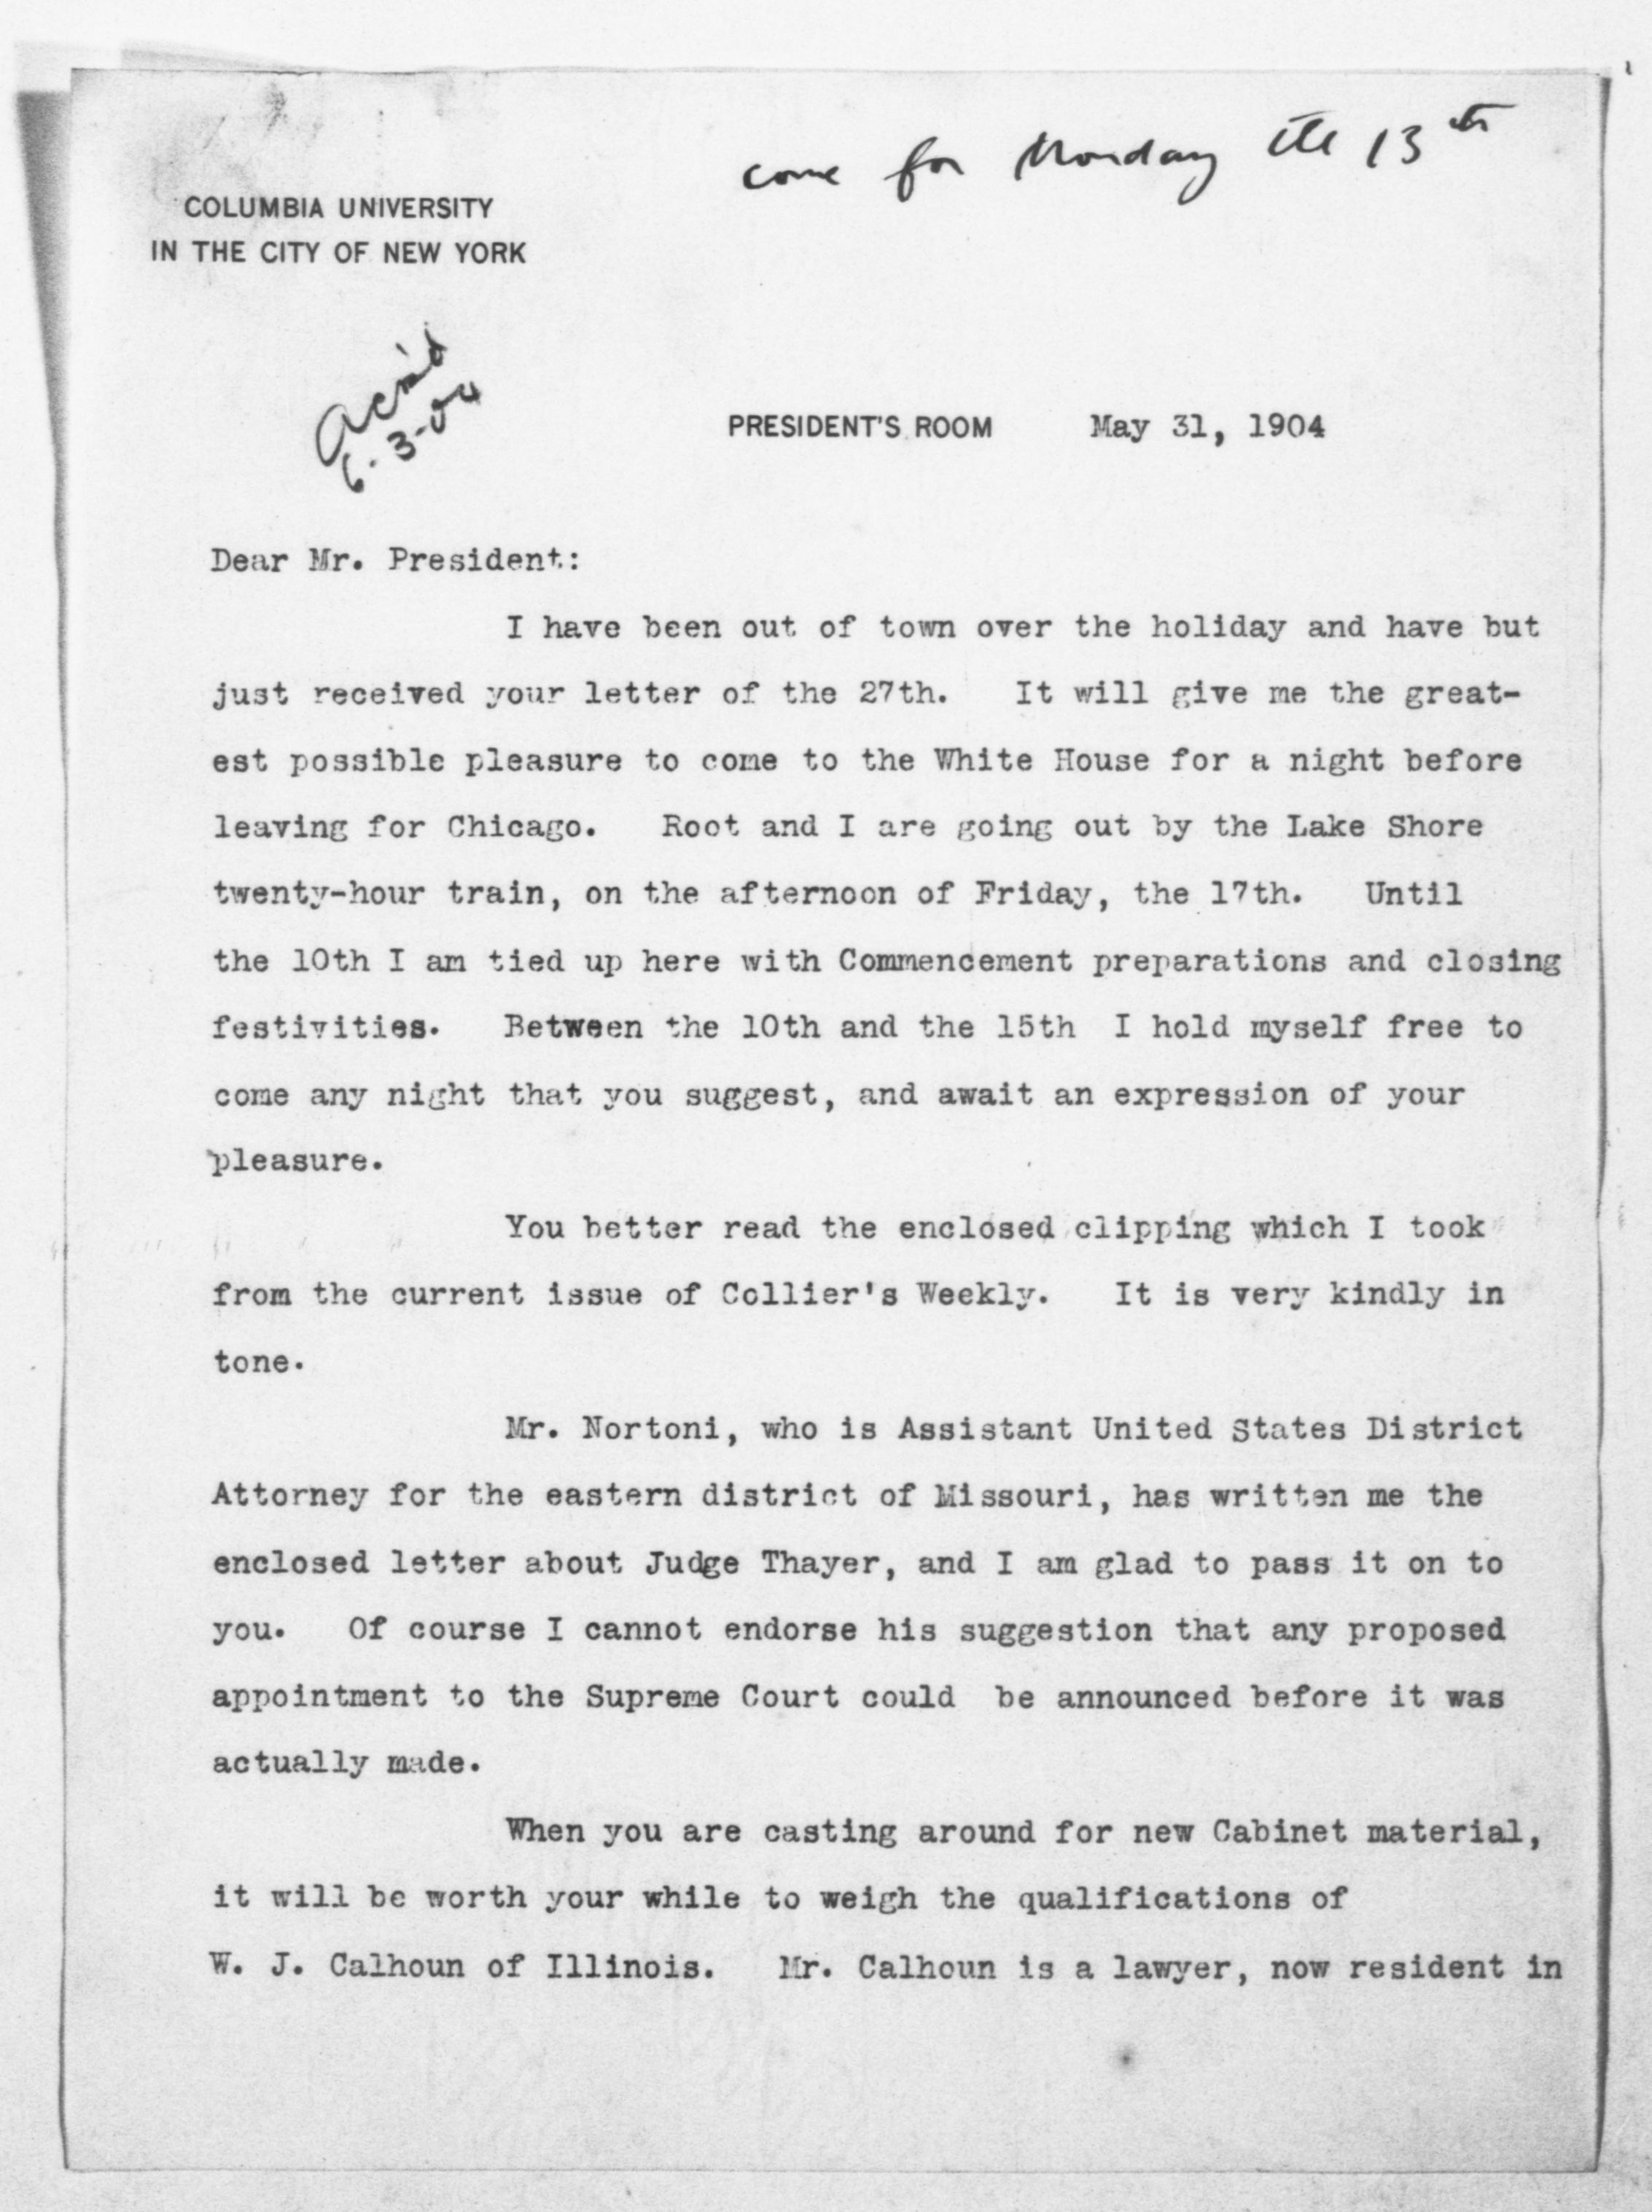 come for Monday the 13th
COLUMBIA UNIVERSITY
IN THE CITY OF NEW YORK
Ack'd
6-3-04
PRESIDENT'S ROOM May 31, 1904
Dear Mr. President:
I have been out of town over the holiday and have but
just received your letter of the 27th. It will give me the great-
est possible pleasure to come to the White House for a night before
leaving for Chicago. Root and I are going out by the Lake Shore
twenty-hour train, on the afternoon of Friday, the 17th. Until
the 10th I am tied up here with Commencement preparations and closing
festivities. Between the 10th and the 15th I hold myself free to
come any night that you suggest, and await an expression of your
pleasure.
You better read the enclosed clipping which I took
from the current issue of Collier's Weekly. It is very kindly in
tone.
Mr. Nortoni, who is Assistant United States District
Attorney for the eastern district of Missouri, has written me the
enclosed letter about Judge Thayer, and I am glad to pass it on to
you. Of course I cannot endorse his suggestion that any proposed
appointment to the Supreme Court could be announced before it was
actually made.
When you are casting around for new Cabinet material,
it will be worth your while to weigh the qualifications of
W. J. Calhoun of Illinois. Mr. Calhoun is a lawyer, now resident in